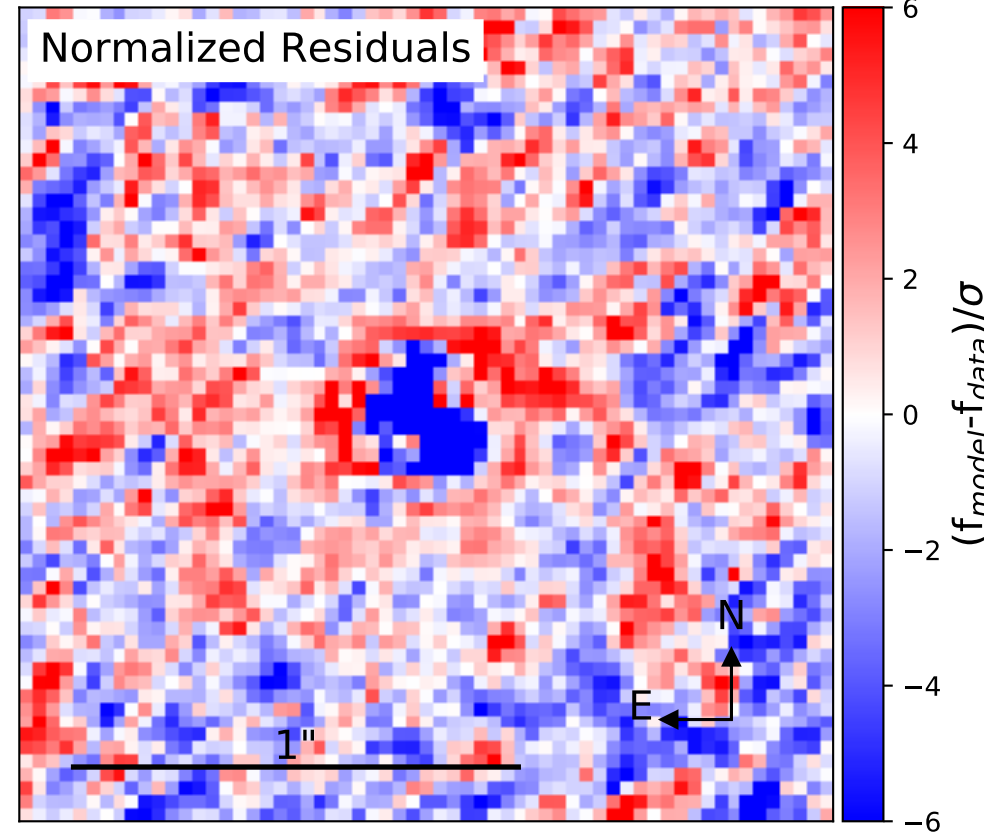 Normalized Residuals
6
4
2
0
−2
−4
−6
(f_model-f_data)/σ
N
E
1"